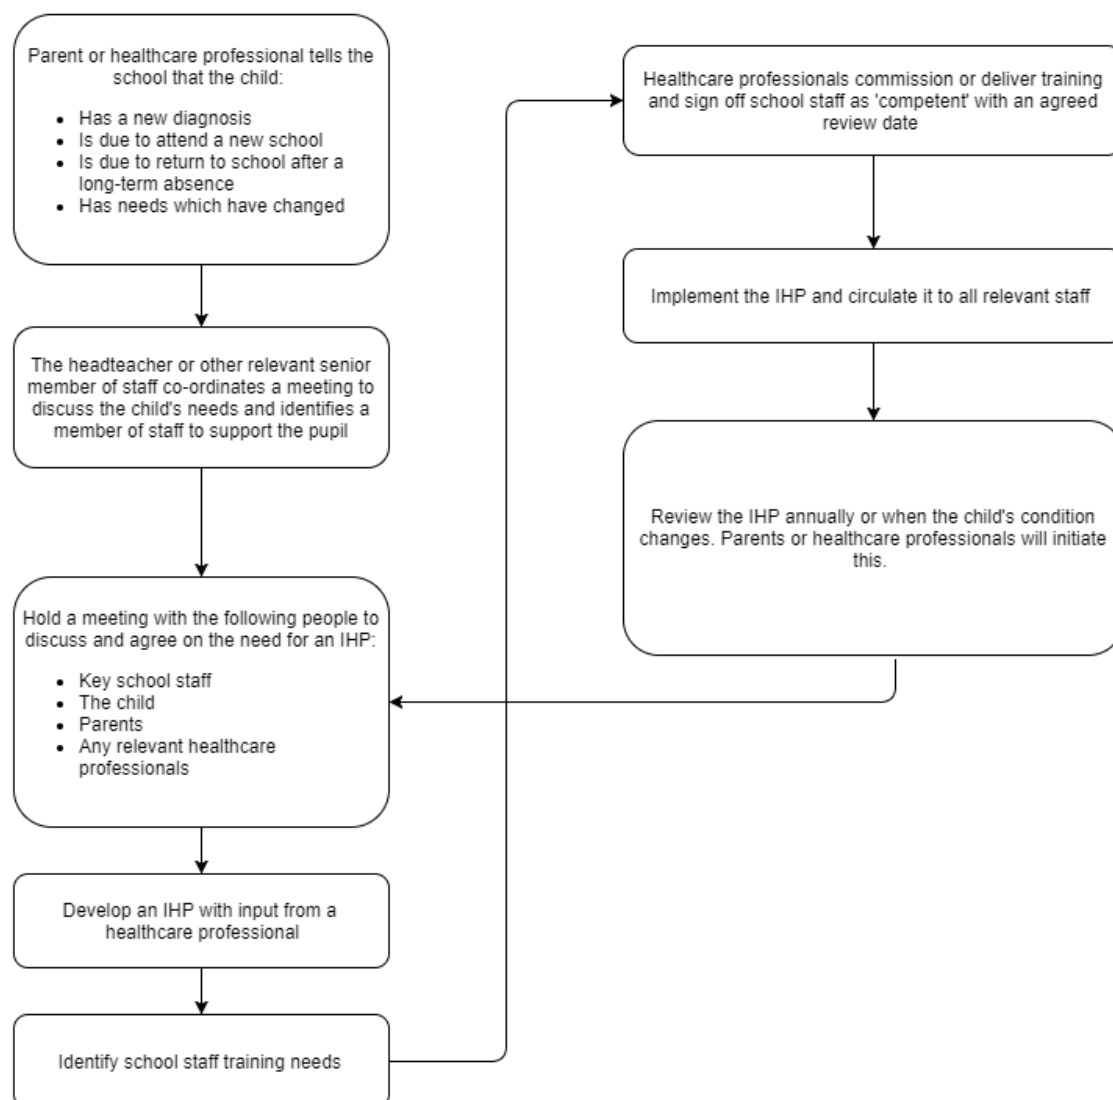 Parent or healthcare professional tells the
school that the child:
• Has a new diagnosis
• Is due to attend a new school
• Is due to return to school after a
long-term absence
• Has needs which have changed
The headteacher or other relevant senior
member of staff co-ordinates a meeting to
discuss the child's needs and identifies a
member of staff to support the pupil
Hold a meeting with the following people to
discuss and agree on the need for an IHP:
• Key school staff
• The child
• Parents
• Any relevant healthcare
professionals
Develop an IHP with input from a
healthcare professional
Identify school staff training needs
Healthcare professionals commission or deliver training
and sign off school staff as 'competent' with an agreed
review date
Implement the IHP and circulate it to all relevant staff
Review the IHP annually or when the child's condition
changes. Parents or healthcare professionals will initiate
this.